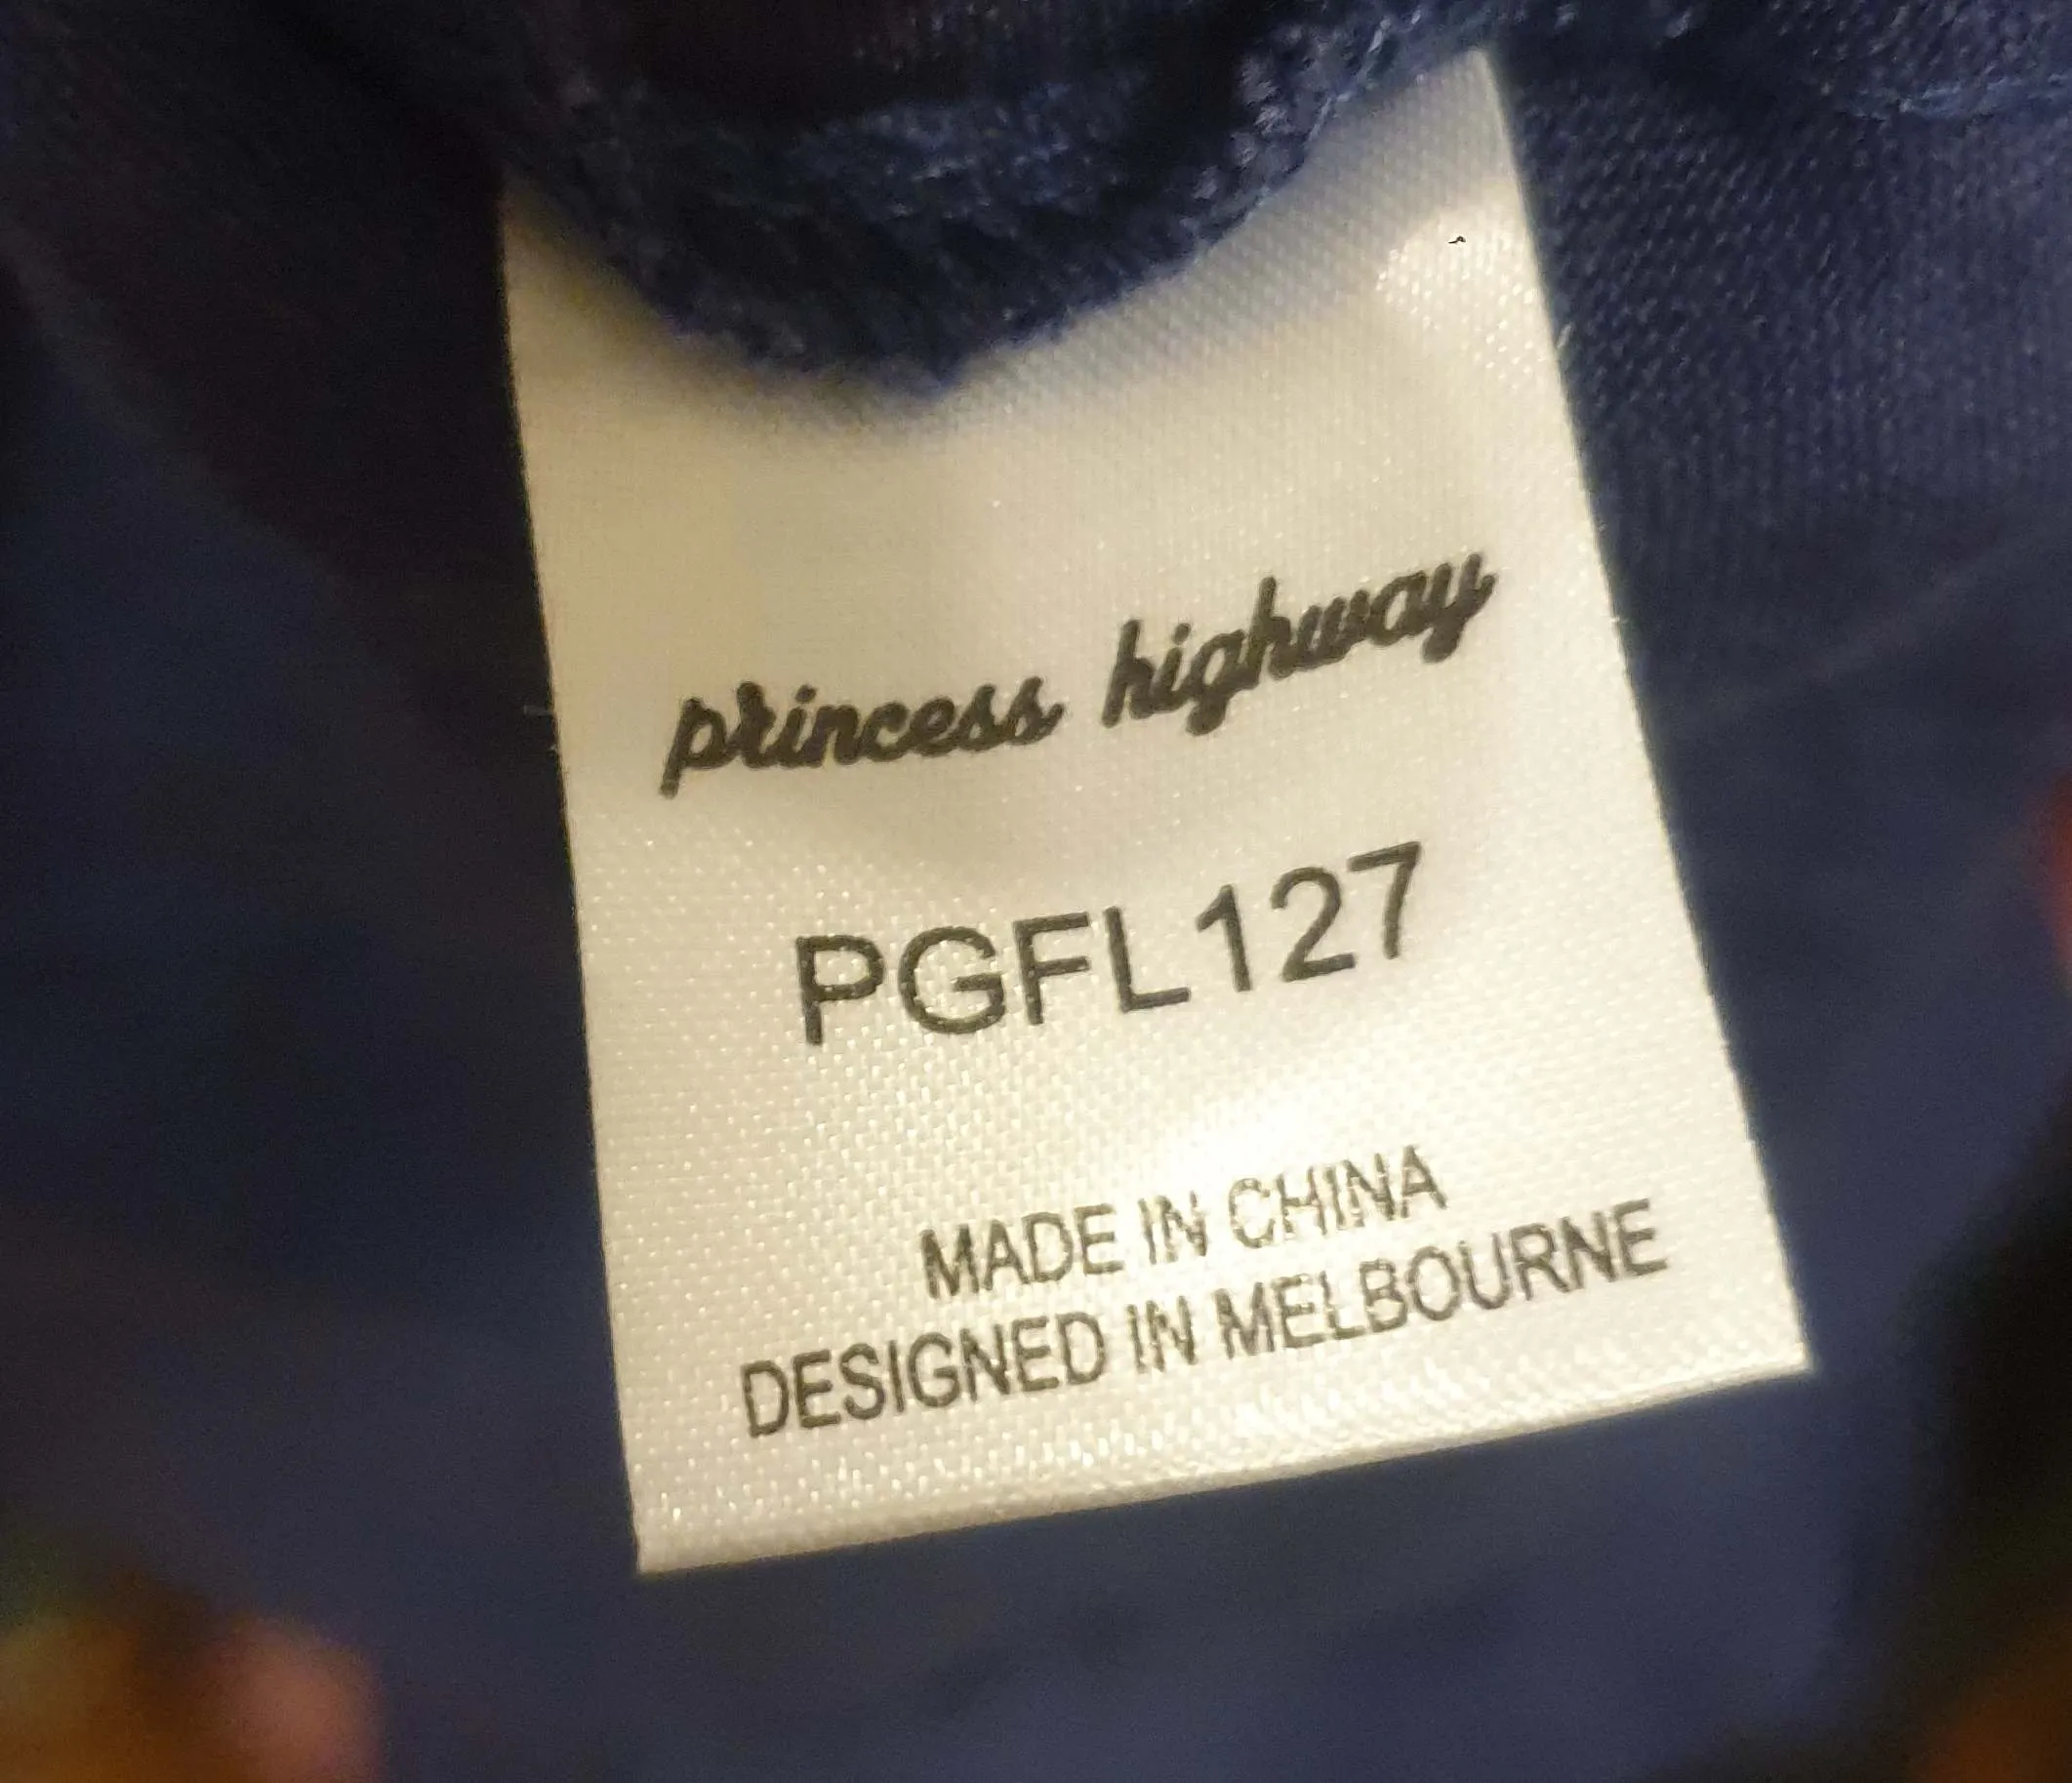 princess highway
PGFL127
MADE IN CHINA
DESIGNED IN MELBOURNE